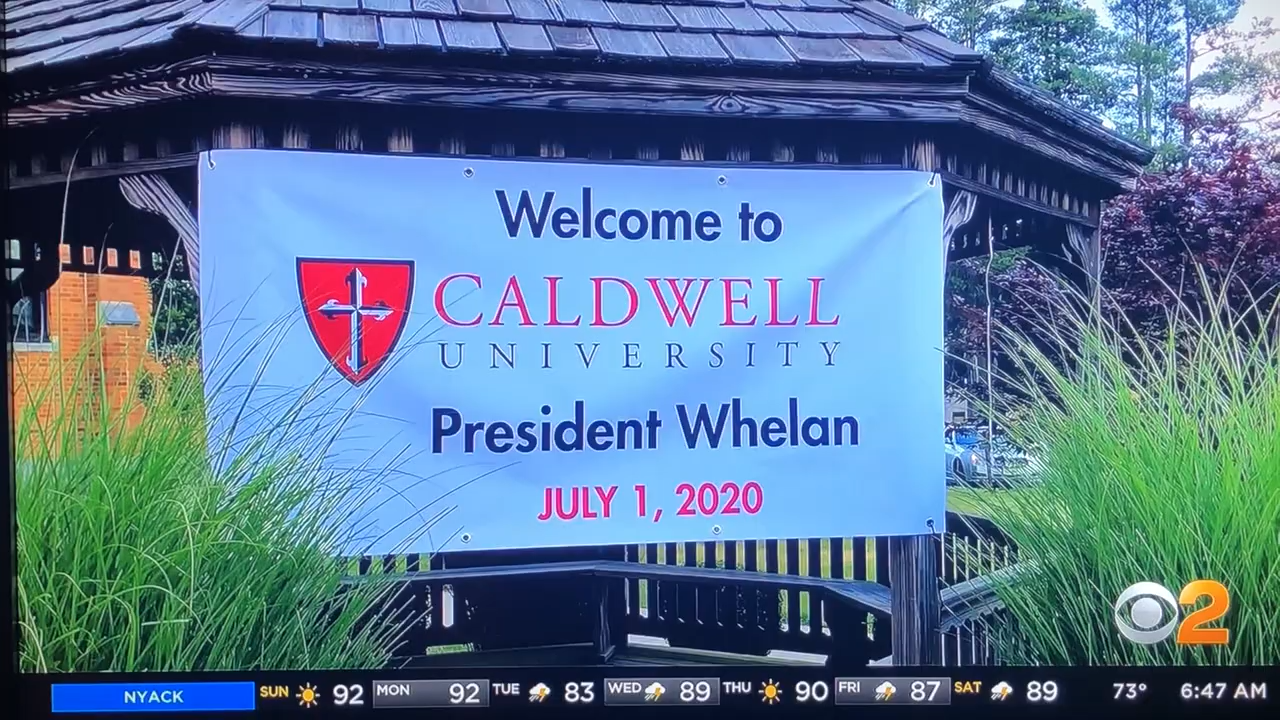 Welcome to
CALDWELL
UNIVERSITY
President Whelan
JULY 1, 2020
2
NYACK SUN 92 MON 92 TUE 83 WED 89 THU 90 FRI 87 SAT 89 73° 6:47 AM